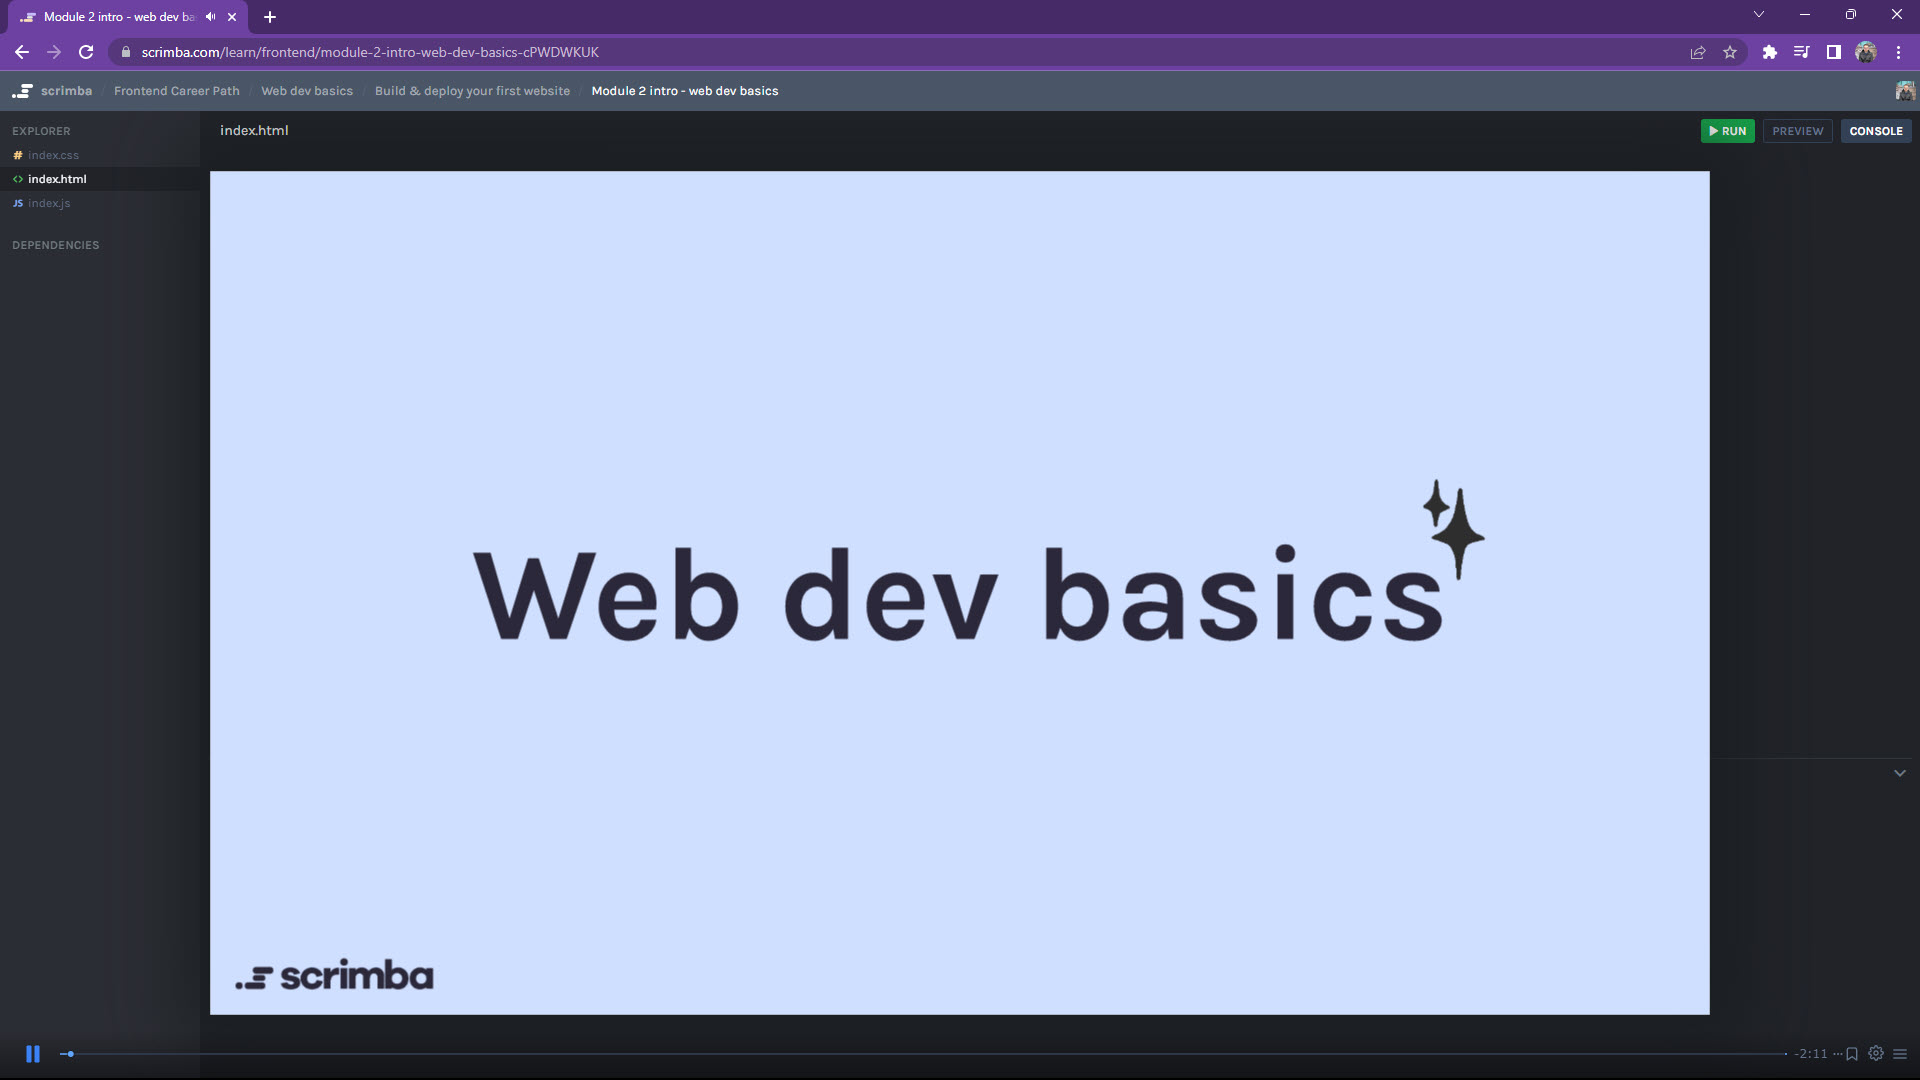 Module 2 intro - web dev ba
scrimba.com/learn/frontend/module-2-intro-web-dev-basics-cPWDWKUK
scrimba / Frontend Career Path / Web dev basics / Build & deploy your first website / Module 2 intro - web dev basics
EXPLORER
index.html
RUN
PREVIEW
CONSOLE
# index.css
<> index.html
JS index.js
DEPENDENCIES
Web dev basics
scrimba
-2:11